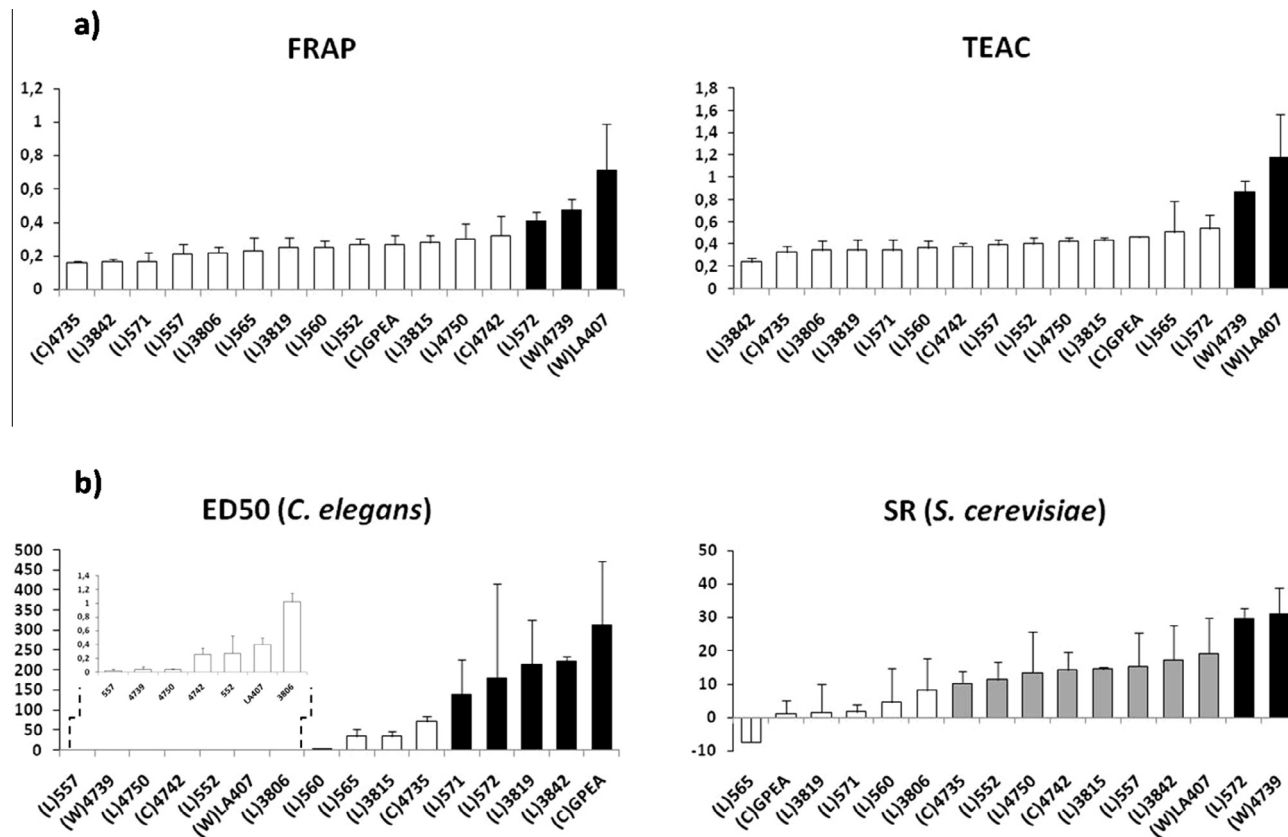 a)
FRAP
1,2
1
0,8
0,6
0,4
0,2
0
(C)4735
(L)3842
(L)571
(L)557
(L)3806
(L)565
(L)3819
(L)560
(L)552
(C)GPEA
(L)3815
(L)4750
(C)4742
(L)572
(W)4739
(W)LA407
TEAC
1,8
1,6
1,4
1,2
1
0,8
0,6
0,4
0,2
0
(L)3842
(C)4735
(L)3806
(L)3819
(L)571
(L)560
(C)4742
(L)557
(L)552
(L)4750
(L)3815
(C)GPEA
(L)565
(L)572
(W)4739
(W)LA407
b)
ED50 (C. elegans)
500
450
400
350
300
250
200
150
100
50
0
1,4
1,2
1
0,8
0,6
0,4
0,2
0
557
4739
4750
4742
552
LA407
3806
(L)557
(W)4739
(L)4750
(C)4742
(L)552
(W)LA407
(L)3806
(L)560
(L)565
(L)3815
(C)4735
(L)571
(L)572
(L)3819
(L)3842
(C)GPEA
SR (S. cerevisiae)
50
40
30
20
10
0
-10
(L)565
(C)GPEA
(L)3819
(L)571
(L)560
(L)3806
(C)4735
(L)552
(L)4750
(C)4742
(L)3815
(L)557
(L)3842
(W)LA407
(L)572
(W)4739